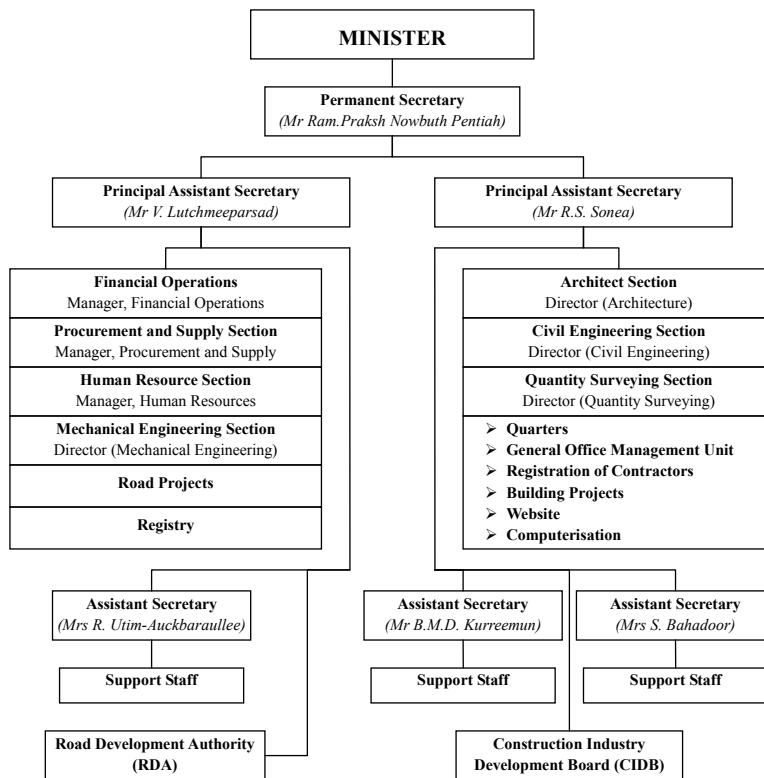 MINISTER
Permanent Secretary
(Mr Ram.Praksh Nowbuth Pentiah)
Principal Assistant Secretary
(Mr V. Lutchmeeparsad)
Principal Assistant Secretary
(Mr R.S. Sonea)
Financial Operations
Manager, Financial Operations
Procurement and Supply Section
Manager, Procurement and Supply
Human Resource Section
Manager, Human Resources
Mechanical Engineering Section
Director (Mechanical Engineering)
Road Projects
Registry
Architect Section
Director (Architecture)
Civil Engineering Section
Director (Civil Engineering)
Quantity Surveying Section
Director (Quantity Surveying)
➢ Quarters
➢ General Office Management Unit
➢ Registration of Contractors
➢ Building Projects
➢ Website
➢ Computerisation
Assistant Secretary
(Mrs R. Utim-Auckbaraullee)
Assistant Secretary
(Mr B.M.D. Kurreemun)
Assistant Secretary
(Mrs S. Bahadoor)
Support Staff
Support Staff
Support Staff
Road Development Authority
(RDA)
Construction Industry
Development Board (CIDB)